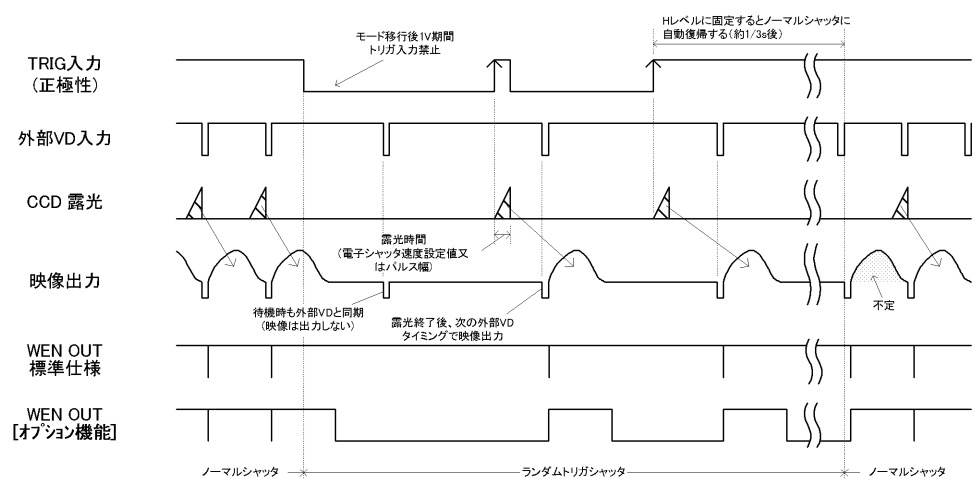 Hレベルに固定するとノーマルシャッタに
自動復帰する(約1/3s後)
モード移行後1V期間
トリガ入力禁止
TRIG入力
(正極性)
外部VD入力
CCD 露光
露光時間
(電子シャッタ速度設定値又
はパルス幅)
映像出力
待機時も外部VDと同期
(映像は出力しない)
露光終了後、次の外部VD
タイミングで映像出力
不定
WEN OUT
標準仕様
WEN OUT
[オプション機能]
ノーマルシャッタ
ランダムトリガシャッタ
ノーマルシャッタ